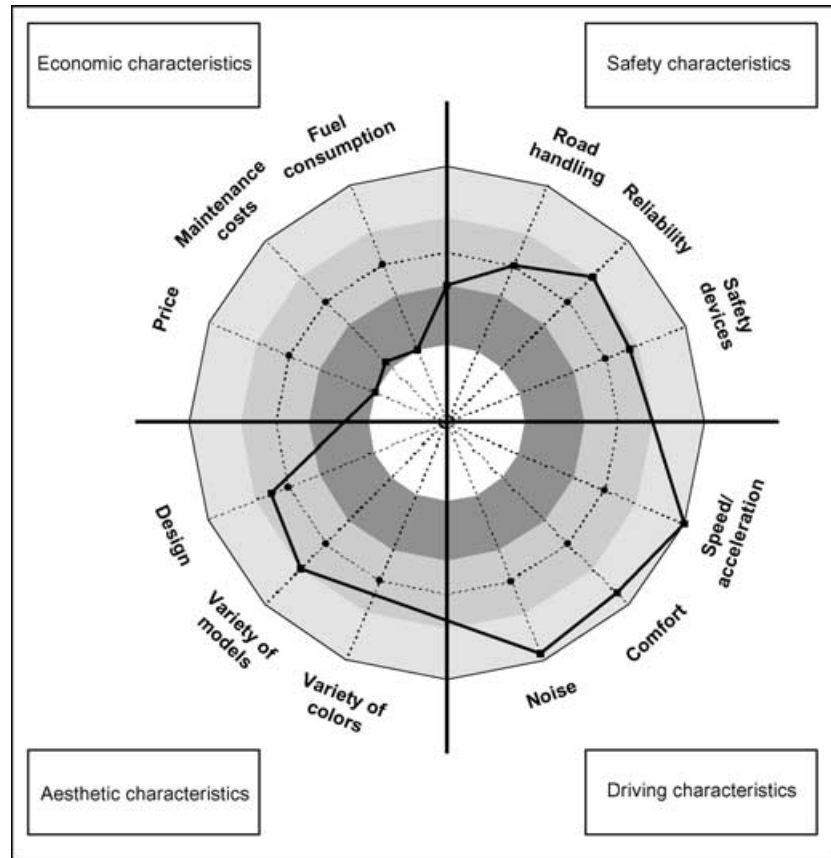 Economic characteristics
Safety characteristics
Fuel
consumption
Road
handling
Maintenance
costs
Reliability
Price
Safety
devices
Design
Speed/
acceleration
Variety of
models
Comfort
Variety of
colors
Noise
Aesthetic characteristics
Driving characteristics